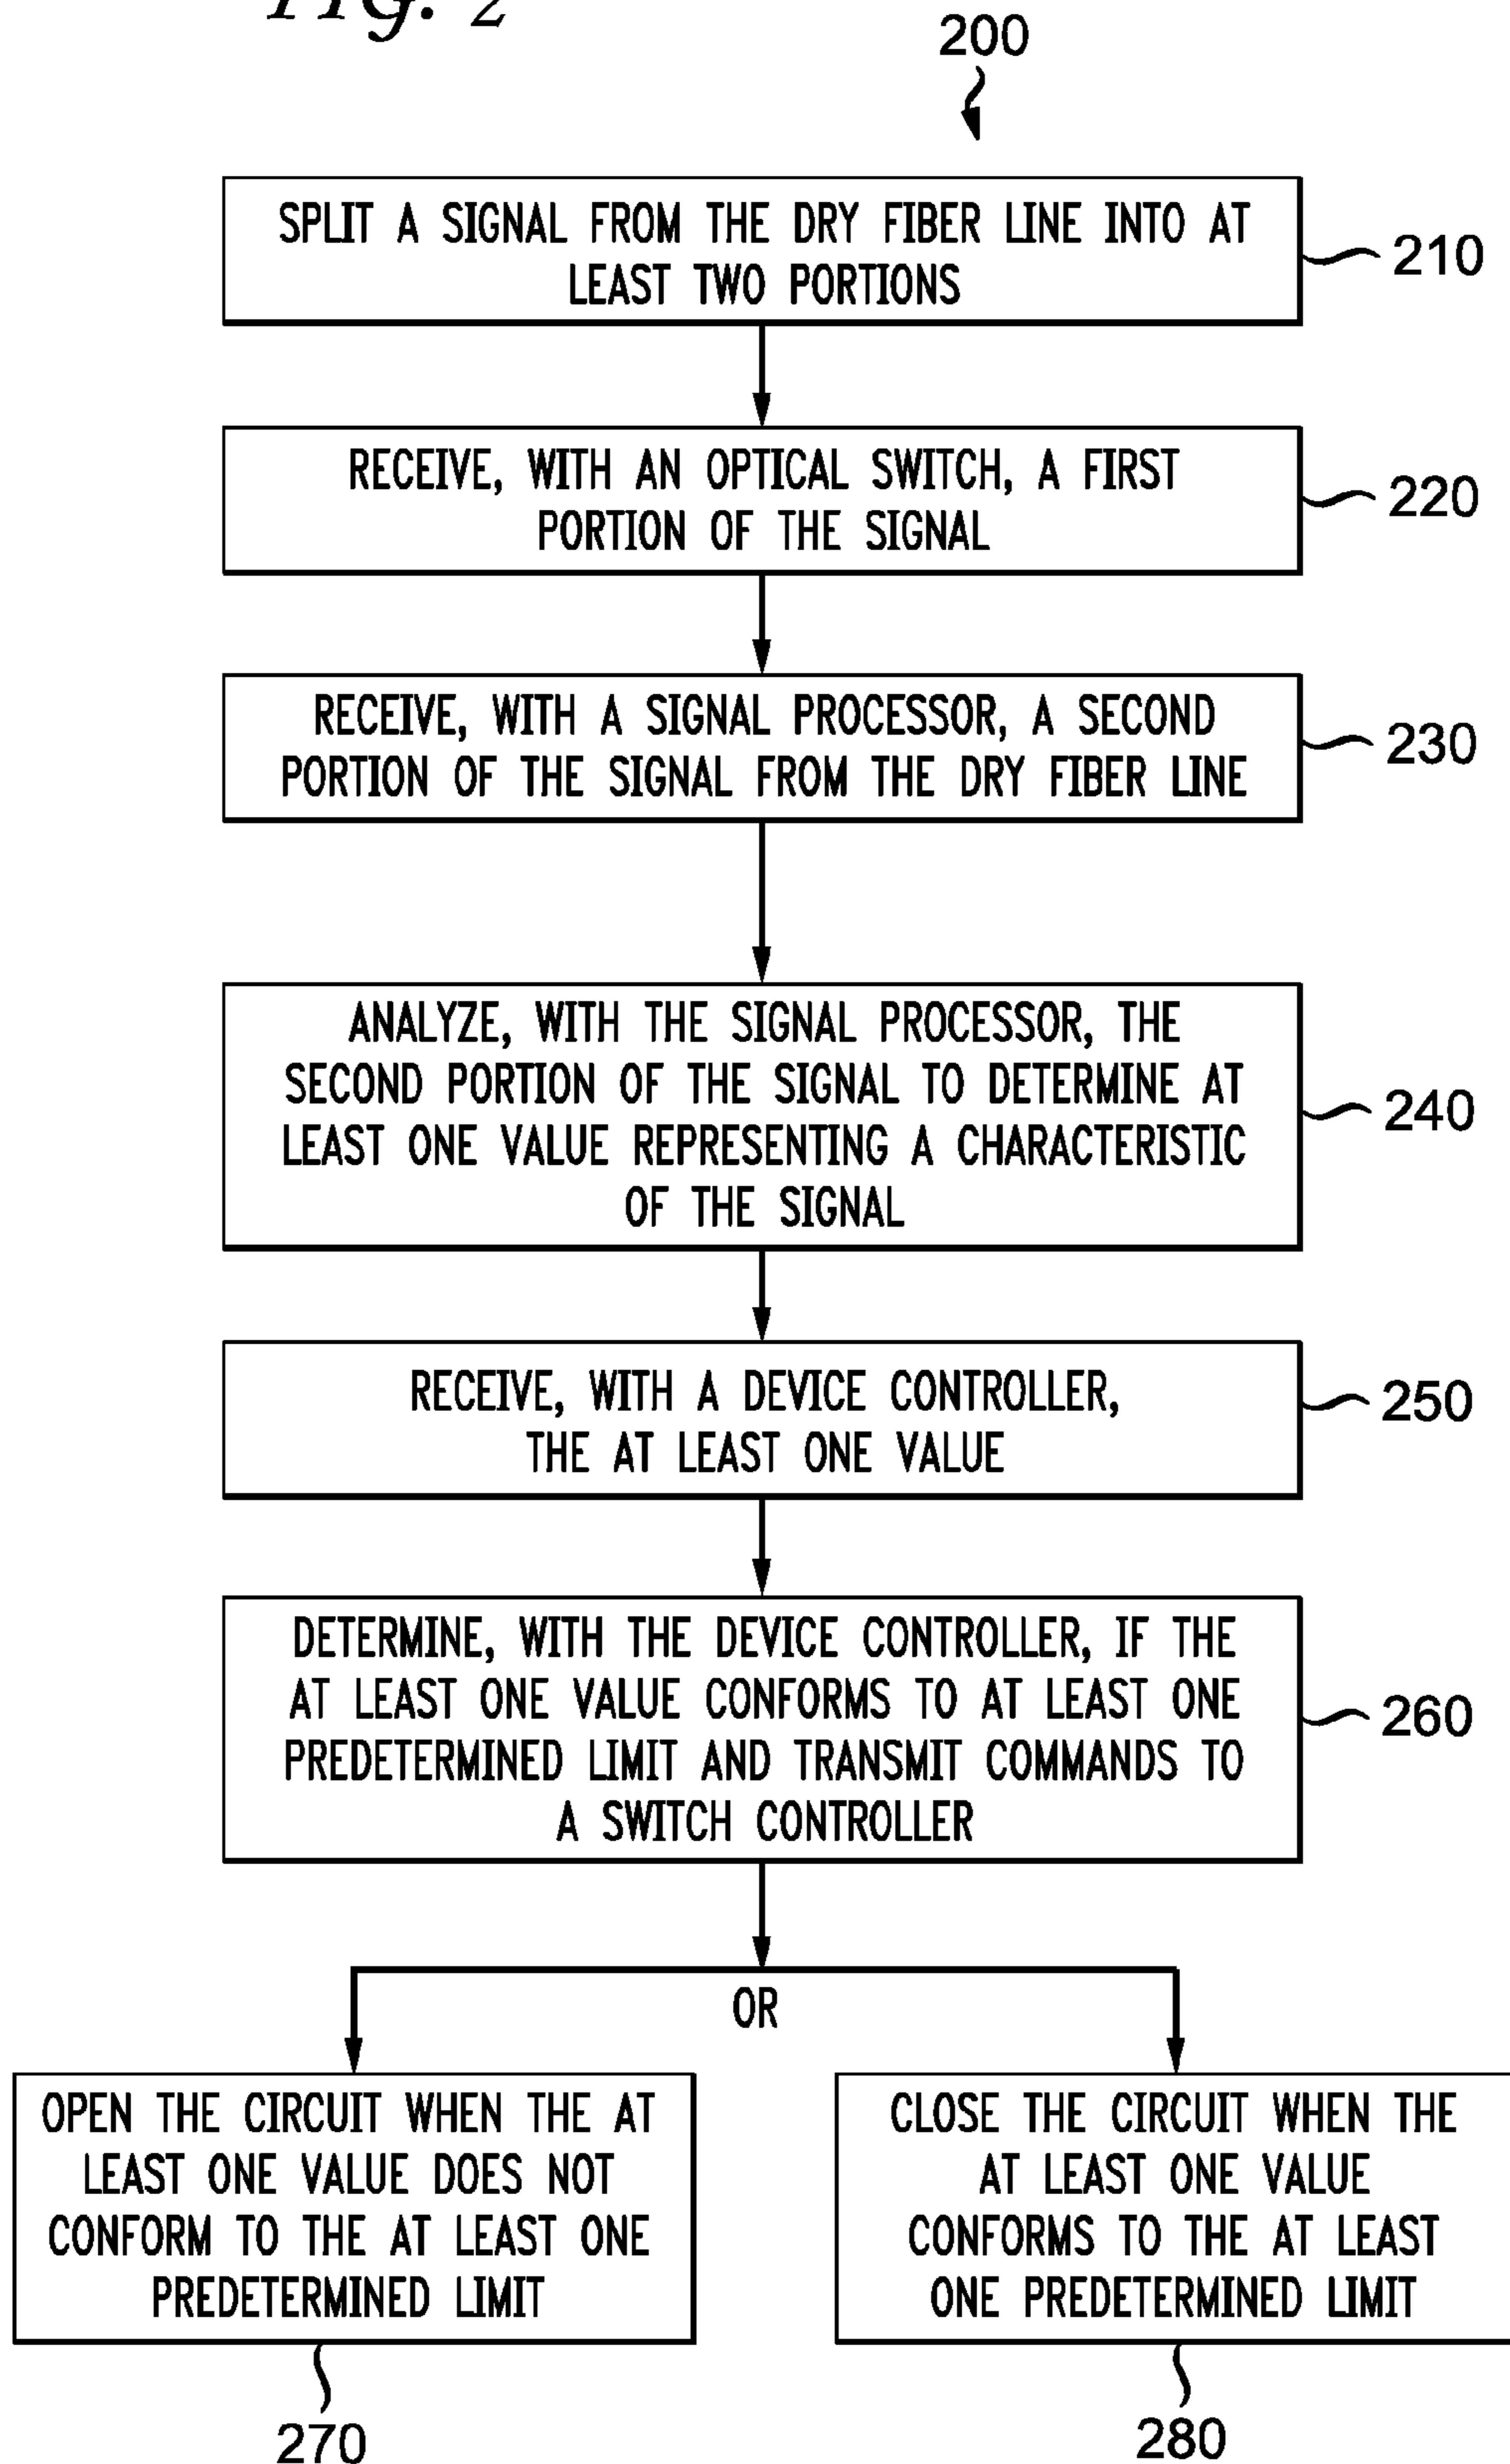 FIG. 2
200
SPLIT A SIGNAL FROM THE DRY FIBER LINE INTO AT
LEAST TWO PORTIONS
210
RECEIVE, WITH AN OPTICAL SWITCH, A FIRST
PORTION OF THE SIGNAL
220
RECEIVE, WITH A SIGNAL PROCESSOR, A SECOND
PORTION OF THE SIGNAL FROM THE DRY FIBER LINE
230
ANALYZE, WITH THE SIGNAL PROCESSOR, THE
SECOND PORTION OF THE SIGNAL TO DETERMINE AT
LEAST ONE VALUE REPRESENTING A CHARACTERISTIC
OF THE SIGNAL
240
RECEIVE, WITH A DEVICE CONTROLLER,
THE AT LEAST ONE VALUE
250
DETERMINE, WITH THE DEVICE CONTROLLER, IF THE
AT LEAST ONE VALUE CONFORMS TO AT LEAST ONE
PREDETERMINED LIMIT AND TRANSMIT COMMANDS TO
A SWITCH CONTROLLER
260
OR
OPEN THE CIRCUIT WHEN THE AT
LEAST ONE VALUE DOES NOT
CONFORM TO THE AT LEAST ONE
PREDETERMINED LIMIT
270
CLOSE THE CIRCUIT WHEN THE
AT LEAST ONE VALUE
CONFORMS TO THE AT LEAST
ONE PREDETERMINED LIMIT
280